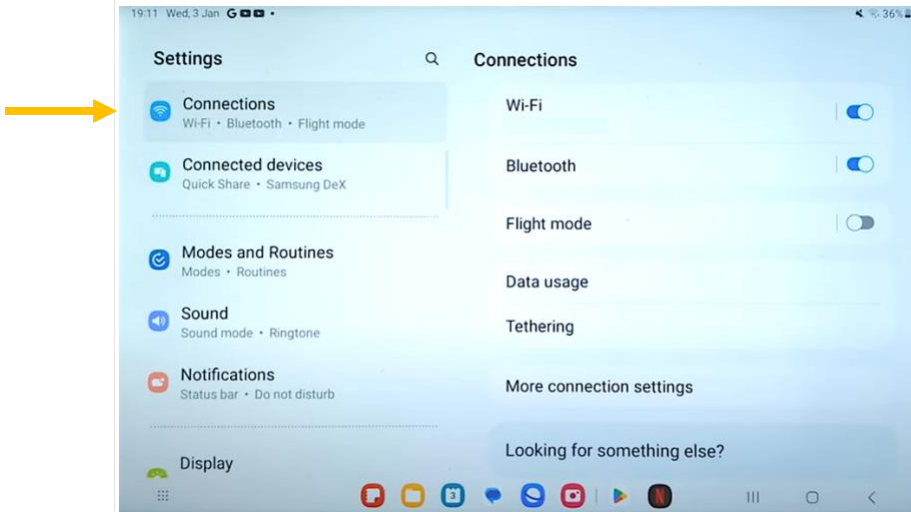 19:11 Wed, 3 Jan G
36%
Settings
Connections
Wi-Fi • Bluetooth • Flight mode
Connected devices
Quick Share • Samsung DeX
Modes and Routines
Modes • Routines
Sound
Sound mode • Ringtone
Notifications
Status bar • Do not disturb
Display
Connections
Wi-Fi
Bluetooth
Flight mode
Data usage
Tethering
More connection settings
Looking for something else?
3
N